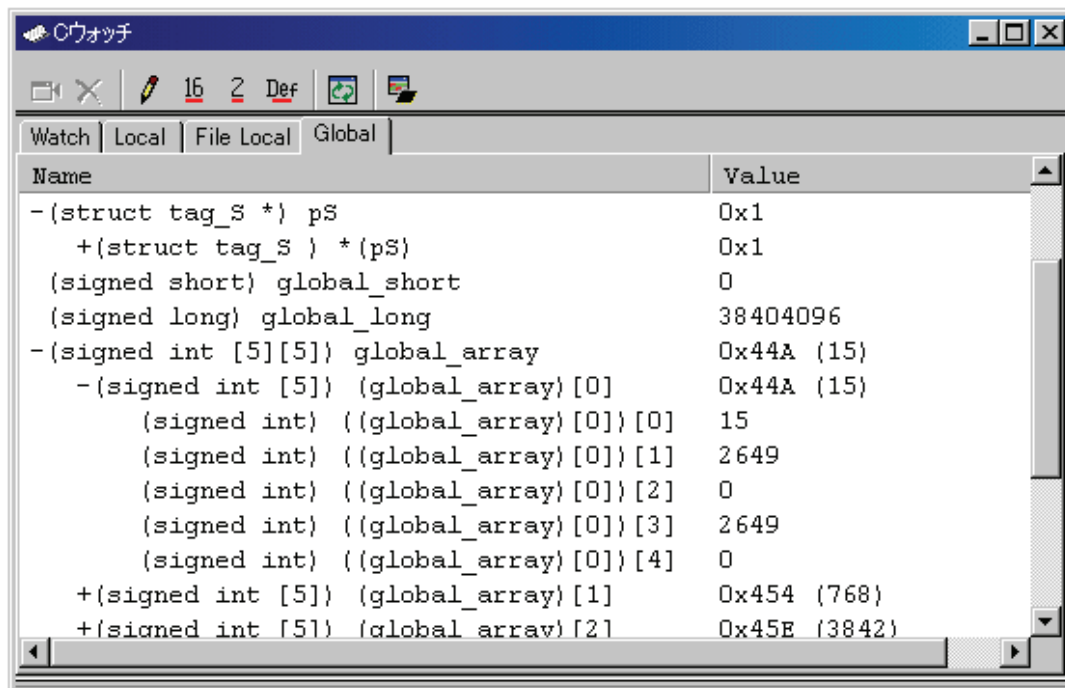 Cウォッチ
16 2 Def
Watch Local File Local Global
Name Value
-(struct tag_S *) pS 0x1
+(struct tag_S ) *(pS) 0x1
(signed short) global_short 0
(signed long) global_long 38404096
-(signed int [5][5]) global_array 0x44A (15)
-(signed int [5]) (global_array)[0] 0x44A (15)
(signed int) ((global_array)[0])[0] 15
(signed int) ((global_array)[0])[1] 2649
(signed int) ((global_array)[0])[2] 0
(signed int) ((global_array)[0])[3] 2649
(signed int) ((global_array)[0])[4] 0
+(signed int [5]) (global_array)[1] 0x454 (768)
+(signed int [5]) (global_array)[2] 0x45E (3842)